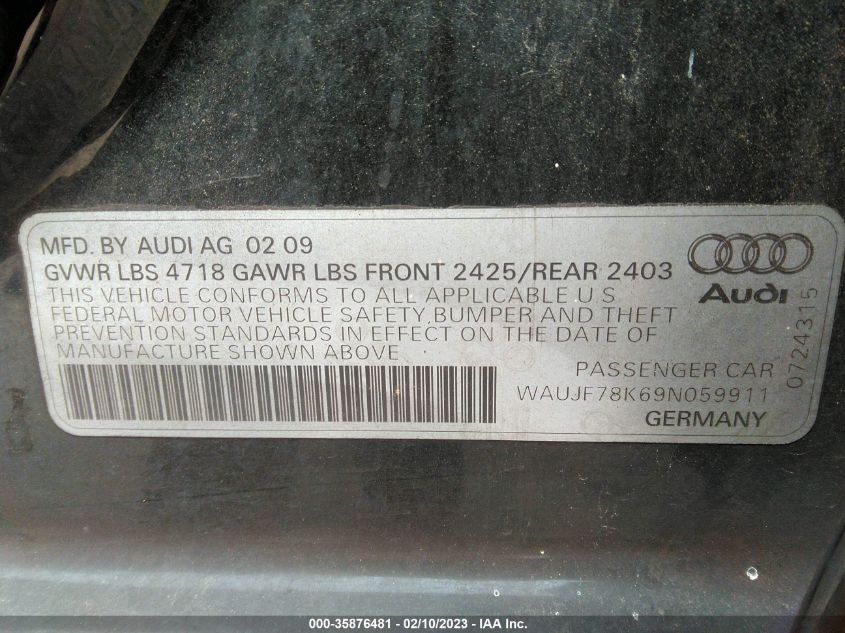 MFD. BY AUDI AG 02 09
GVWR LBS 4718 GAWR LBS FRONT 2425/REAR 2403
THIS VEHICLE CONFORMS TO ALL APPLICABLE U S
FEDERAL MOTOR VEHICLE SAFETY, BUMPER AND THEFT
PREVENTION STANDARDS IN EFFECT ON THE DATE OF
MANUFACTURE SHOWN ABOVE
Audi
0724315
PASSENGER CAR
WAUJF78K69N059911
GERMANY
000-35876481 - 02/10/2023 - IAA Inc.